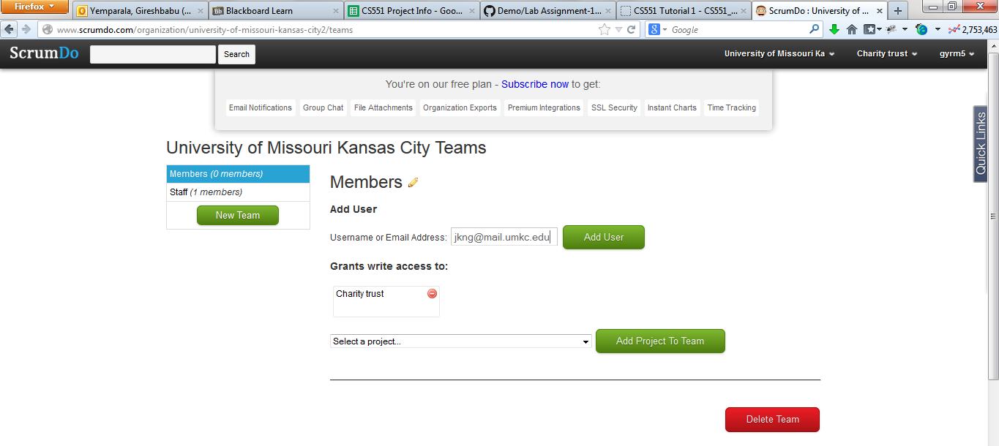 Firefox
Yemparala, Gireshbabu (...
Blackboard Learn
CS551 Project Info - Goo...
Demo/Lab Assignment-1...
CS551 Tutorial 1 - CS551_...
ScrumDo : University of ...
www.scrumdo.com/organization/university-of-missouri-kansas-city2/teams
Google
2,753,463
ScrumDo
Search
University of Missouri Ka
Charity trust
gyrm5
You're on our free plan - Subscribe now to get:
Email Notifications
Group Chat
File Attachments
Organization Exports
Premium Integrations
SSL Security
Instant Charts
Time Tracking
Quick Links
University of Missouri Kansas City Teams
Members (0 members)
Staff (1 members)
New Team
Members
Add User
Username or Email Address:
jkng@mail.umkc.edu
Add User
Grants write access to:
Charity trust
Select a project...
Add Project To Team
Delete Team